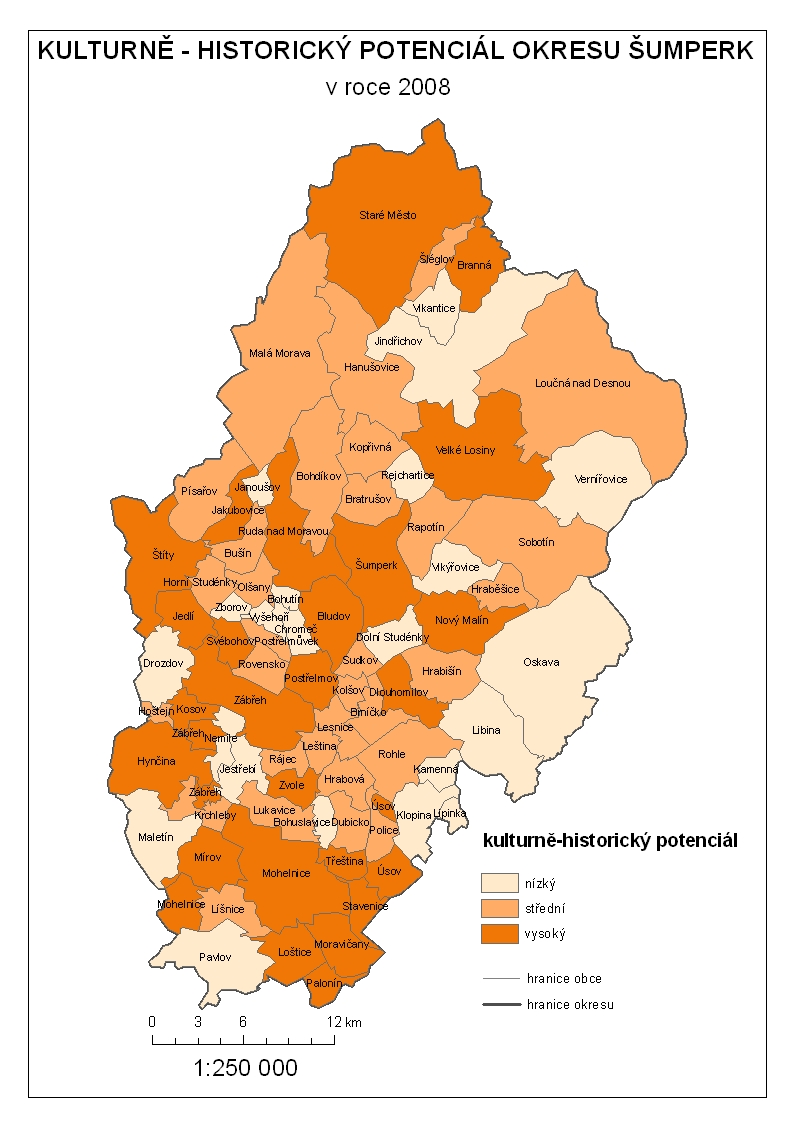 KULTURNĚ - HISTORICKÝ POTENCIÁL OKRESU ŠUMPERK
v roce 2008
Staré Město
Šléglov
Branná
Vikantice
Jindřichov
Malá Morava
Hanušovice
Loučná nad Desnou
Kopřivná
Velké Losiny
Rejchartice
Bohdíkov
Vernířovice
Písařov
Janoušov
Bratrušov
Jakubovice
Rapotín
Ruda nad Moravou
Sobotín
Štíty
Bušín
Šumperk
Vikýřovice
Horní Studénky
Olšany
Hraběšice
Bohutín
Zborov
Jedlí
Vyšehoří
Bludov
Nový Malín
Chromeč
Dolní Studénky
Svébohov
Postřelmůvek
Drozdov
Rovensko
Sudkov
Oskava
Hrabišín
Postřelmov
Kolšov
Dlouhomilov
Zábřeh
Hoštejn
Kosov
Brníčko
Lesnice
Libina
Zábřeh
Nemile
Leština
Rohle
Hynčina
Rájec
Jestřebí
Kamenná
Hrabová
Zvole
Zábřeh
Úsov
Lukavice
Krchleby
Klopina
Lipinka
Bohuslavice
Dubicko
Police
Maletín
Mírov
Třeština
Mohelnice
Úsov
Mohelnice
Líšnice
Stavenice
Moravičany
Loštice
Pavlov
Palonín
kulturně-historický potenciál
nízký
střední
vysoký
hranice obce
hranice okresu
0 3 6 12 km
1:250 000